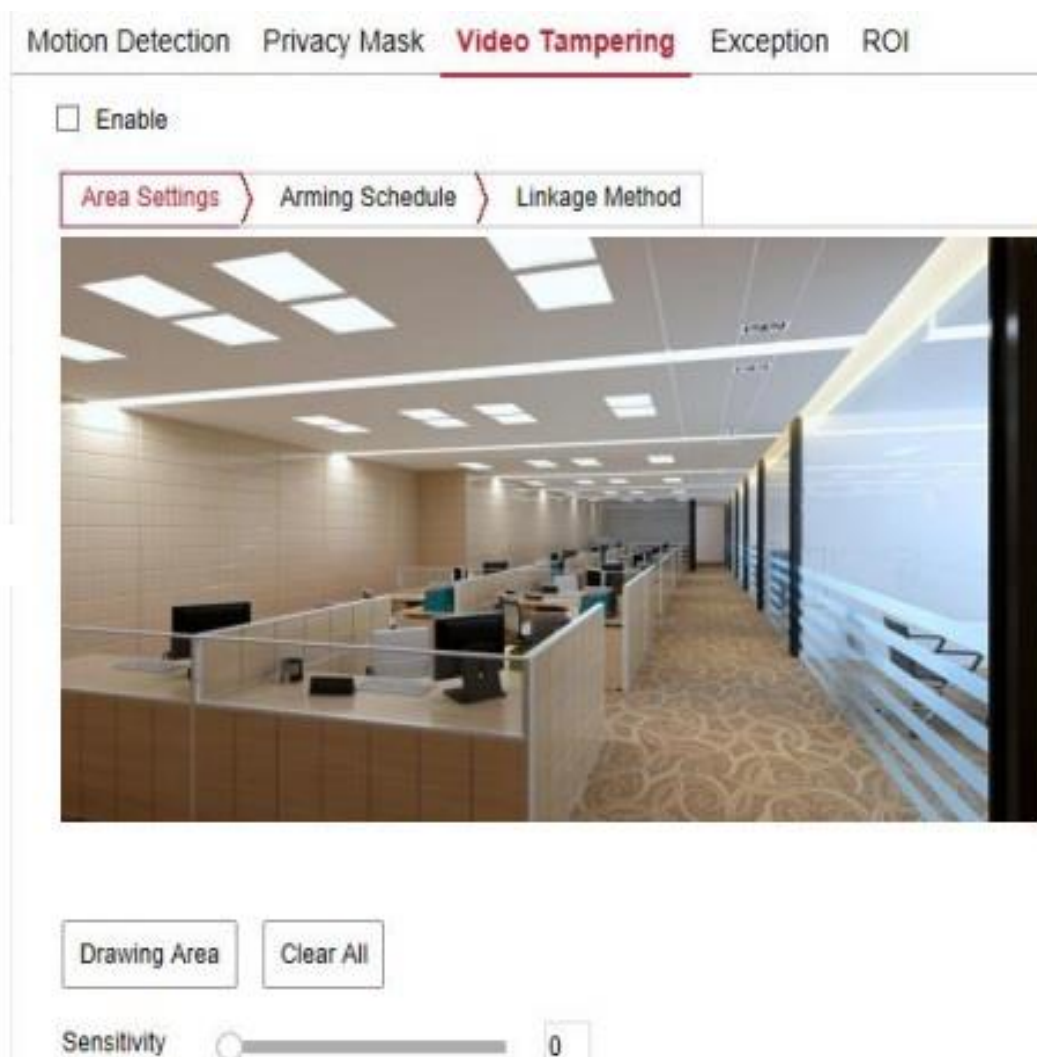 Motion Detection Privacy Mask Video Tampering Exception ROI
Enable
Area Settings Arming Schedule Linkage Method
Drawing Area Clear All
Sensitivity 0